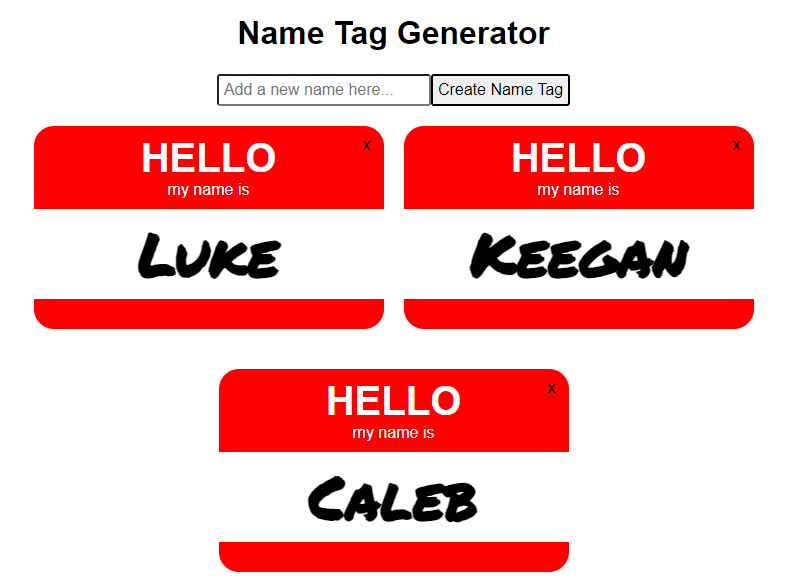 Name Tag Generator
Add a new name here... Create Name Tag
HELLO x
my name is
Luke
HELLO x
my name is
Keegan
HELLO x
my name is
Caleb